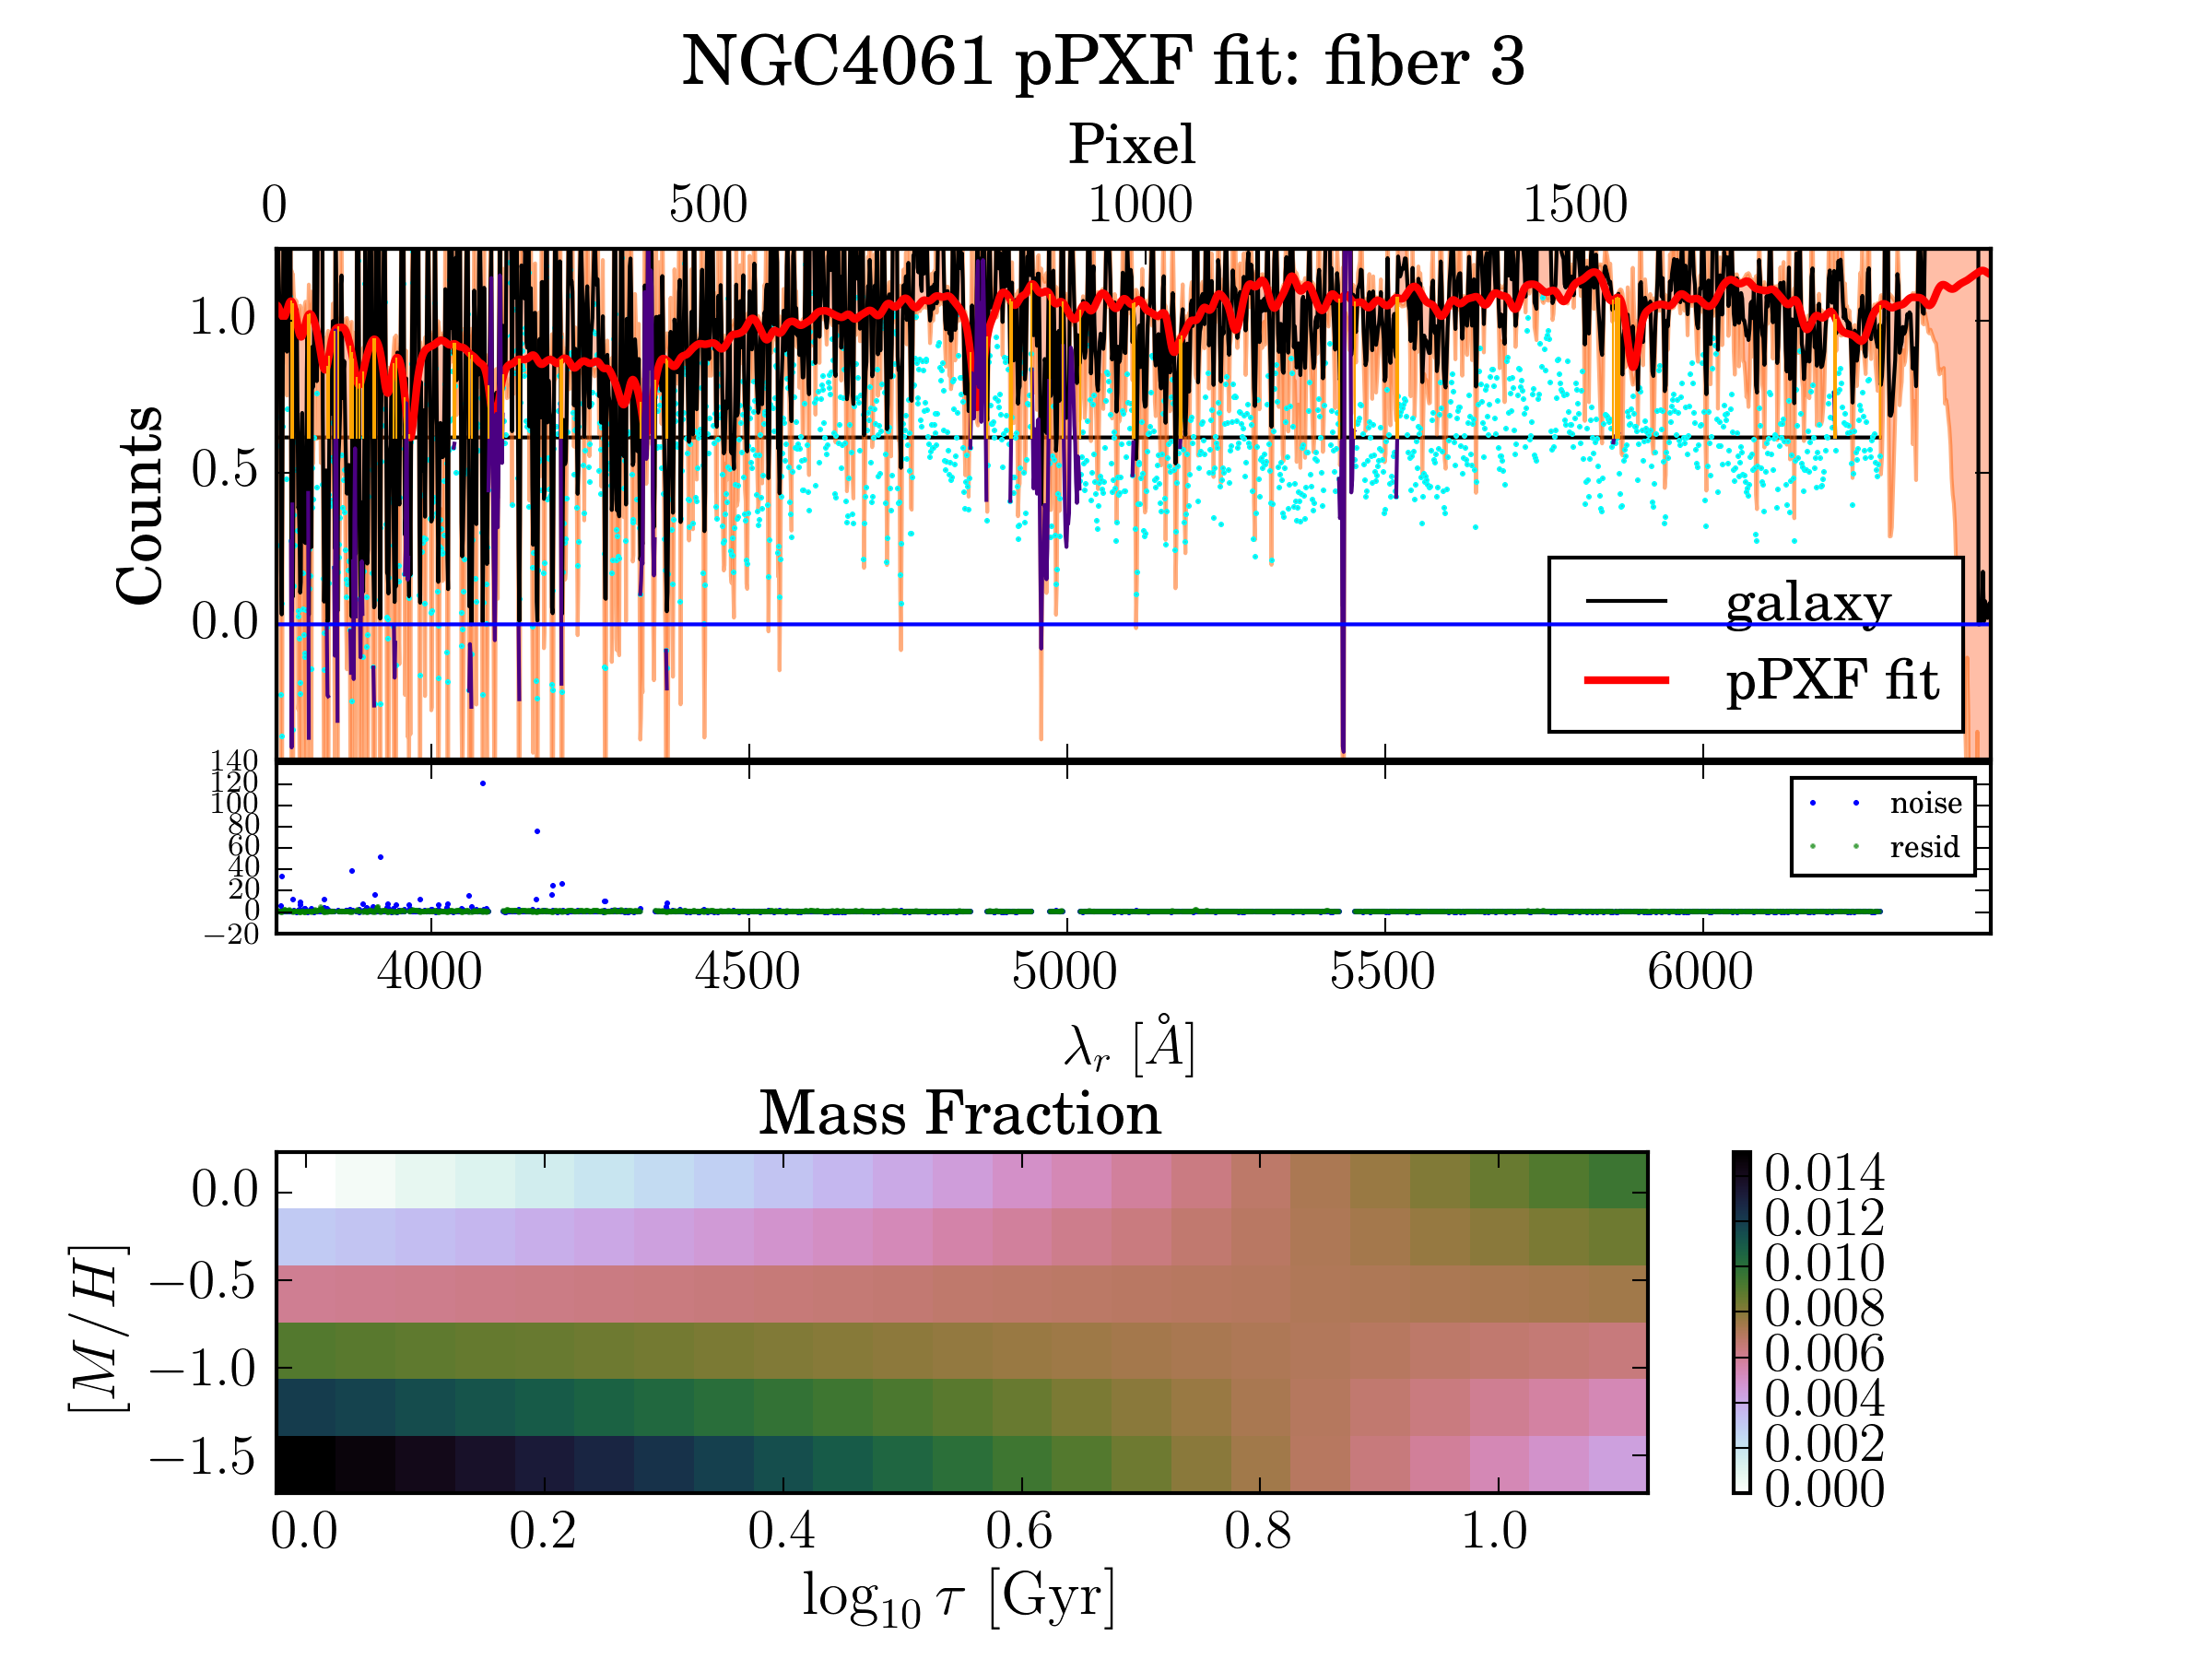 NGC4061 pPXF fit: fiber 3
Pixel
0 500 1000 1500
Counts
1.0
0.5
0.0
galaxy
pPXF fit
140
120
100
80
60
40
20
0
−20
noise
resid
4000 4500 5000 5500 6000
λr [Å]
Mass Fraction
[M/H]
0.0
−0.5
−1.0
−1.5
0.014
0.012
0.010
0.008
0.006
0.004
0.002
0.000
0.0 0.2 0.4 0.6 0.8 1.0
log10 τ [Gyr]